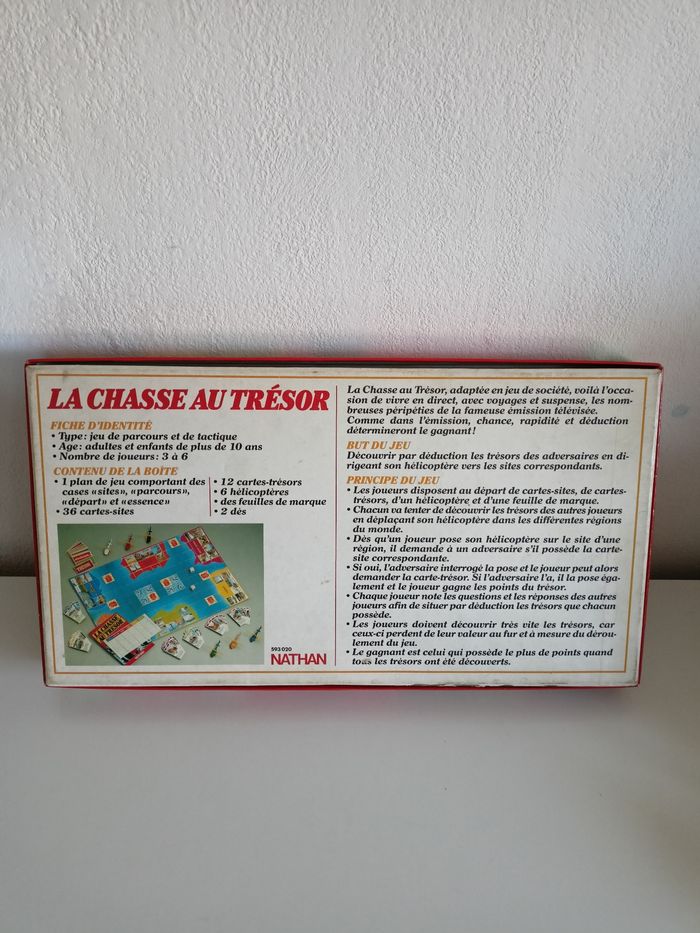 LA CHASSE AU TRÉSOR
FICHE D'IDENTITÉ
• Type: jeu de parcours et de tactique
• Age: adultes et enfants de plus de 10 ans
• Nombre de joueurs: 3 à 6
CONTENU DE LA BOÎTE
• 1 plan de jeu comportant des
cases «sites», «parcours»,
«départ» et «essence»
• 36 cartes-sites
• 12 cartes-trésors
• 6 hélicoptères
• des feuilles de marque
• 2 dés
LA CHASSE
AU TRÉSOR
593020
NATHAN
La Chasse au Trésor, adaptée en jeu de société, voilà l'occa-
sion de vivre en direct, avec voyages et suspense, les nom-
breuses péripéties de la fameuse émission télévisée.
Comme dans l'émission, chance, rapidité et déduction
détermineront le gagnant!
BUT DU JEU
Découvrir par déduction les trésors des adversaires en di-
rigeant son hélicoptère vers les sites correspondants.
PRINCIPE DU JEU
• Les joueurs disposent au départ de cartes-sites, de cartes-
trésors, d'un hélicoptère et d'une feuille de marque.
• Chacun va tenter de découvrir les trésors des autres joueurs
en déplaçant son hélicoptère dans les différentes régions
du monde.
• Dès qu'un joueur pose son hélicoptère sur le site d'une
région, il demande à un adversaire s'il possède la carte-
site correspondante.
• Si oui, l'adversaire interrogé la pose et le joueur peut alors
demander la carte-trésor. Si l'adversaire l'a, il la pose éga-
lement et le joueur gagne les points du trésor.
• Chaque joueur note les questions et les réponses des autres
joueurs afin de situer par déduction les trésors que chacun
possède.
• Les joueurs doivent découvrir très vite les trésors, car
ceux-ci perdent de leur valeur au fur et à mesure du dérou-
lement du jeu.
• Le gagnant est celui qui possède le plus de points quand
tous les trésors ont été découverts.